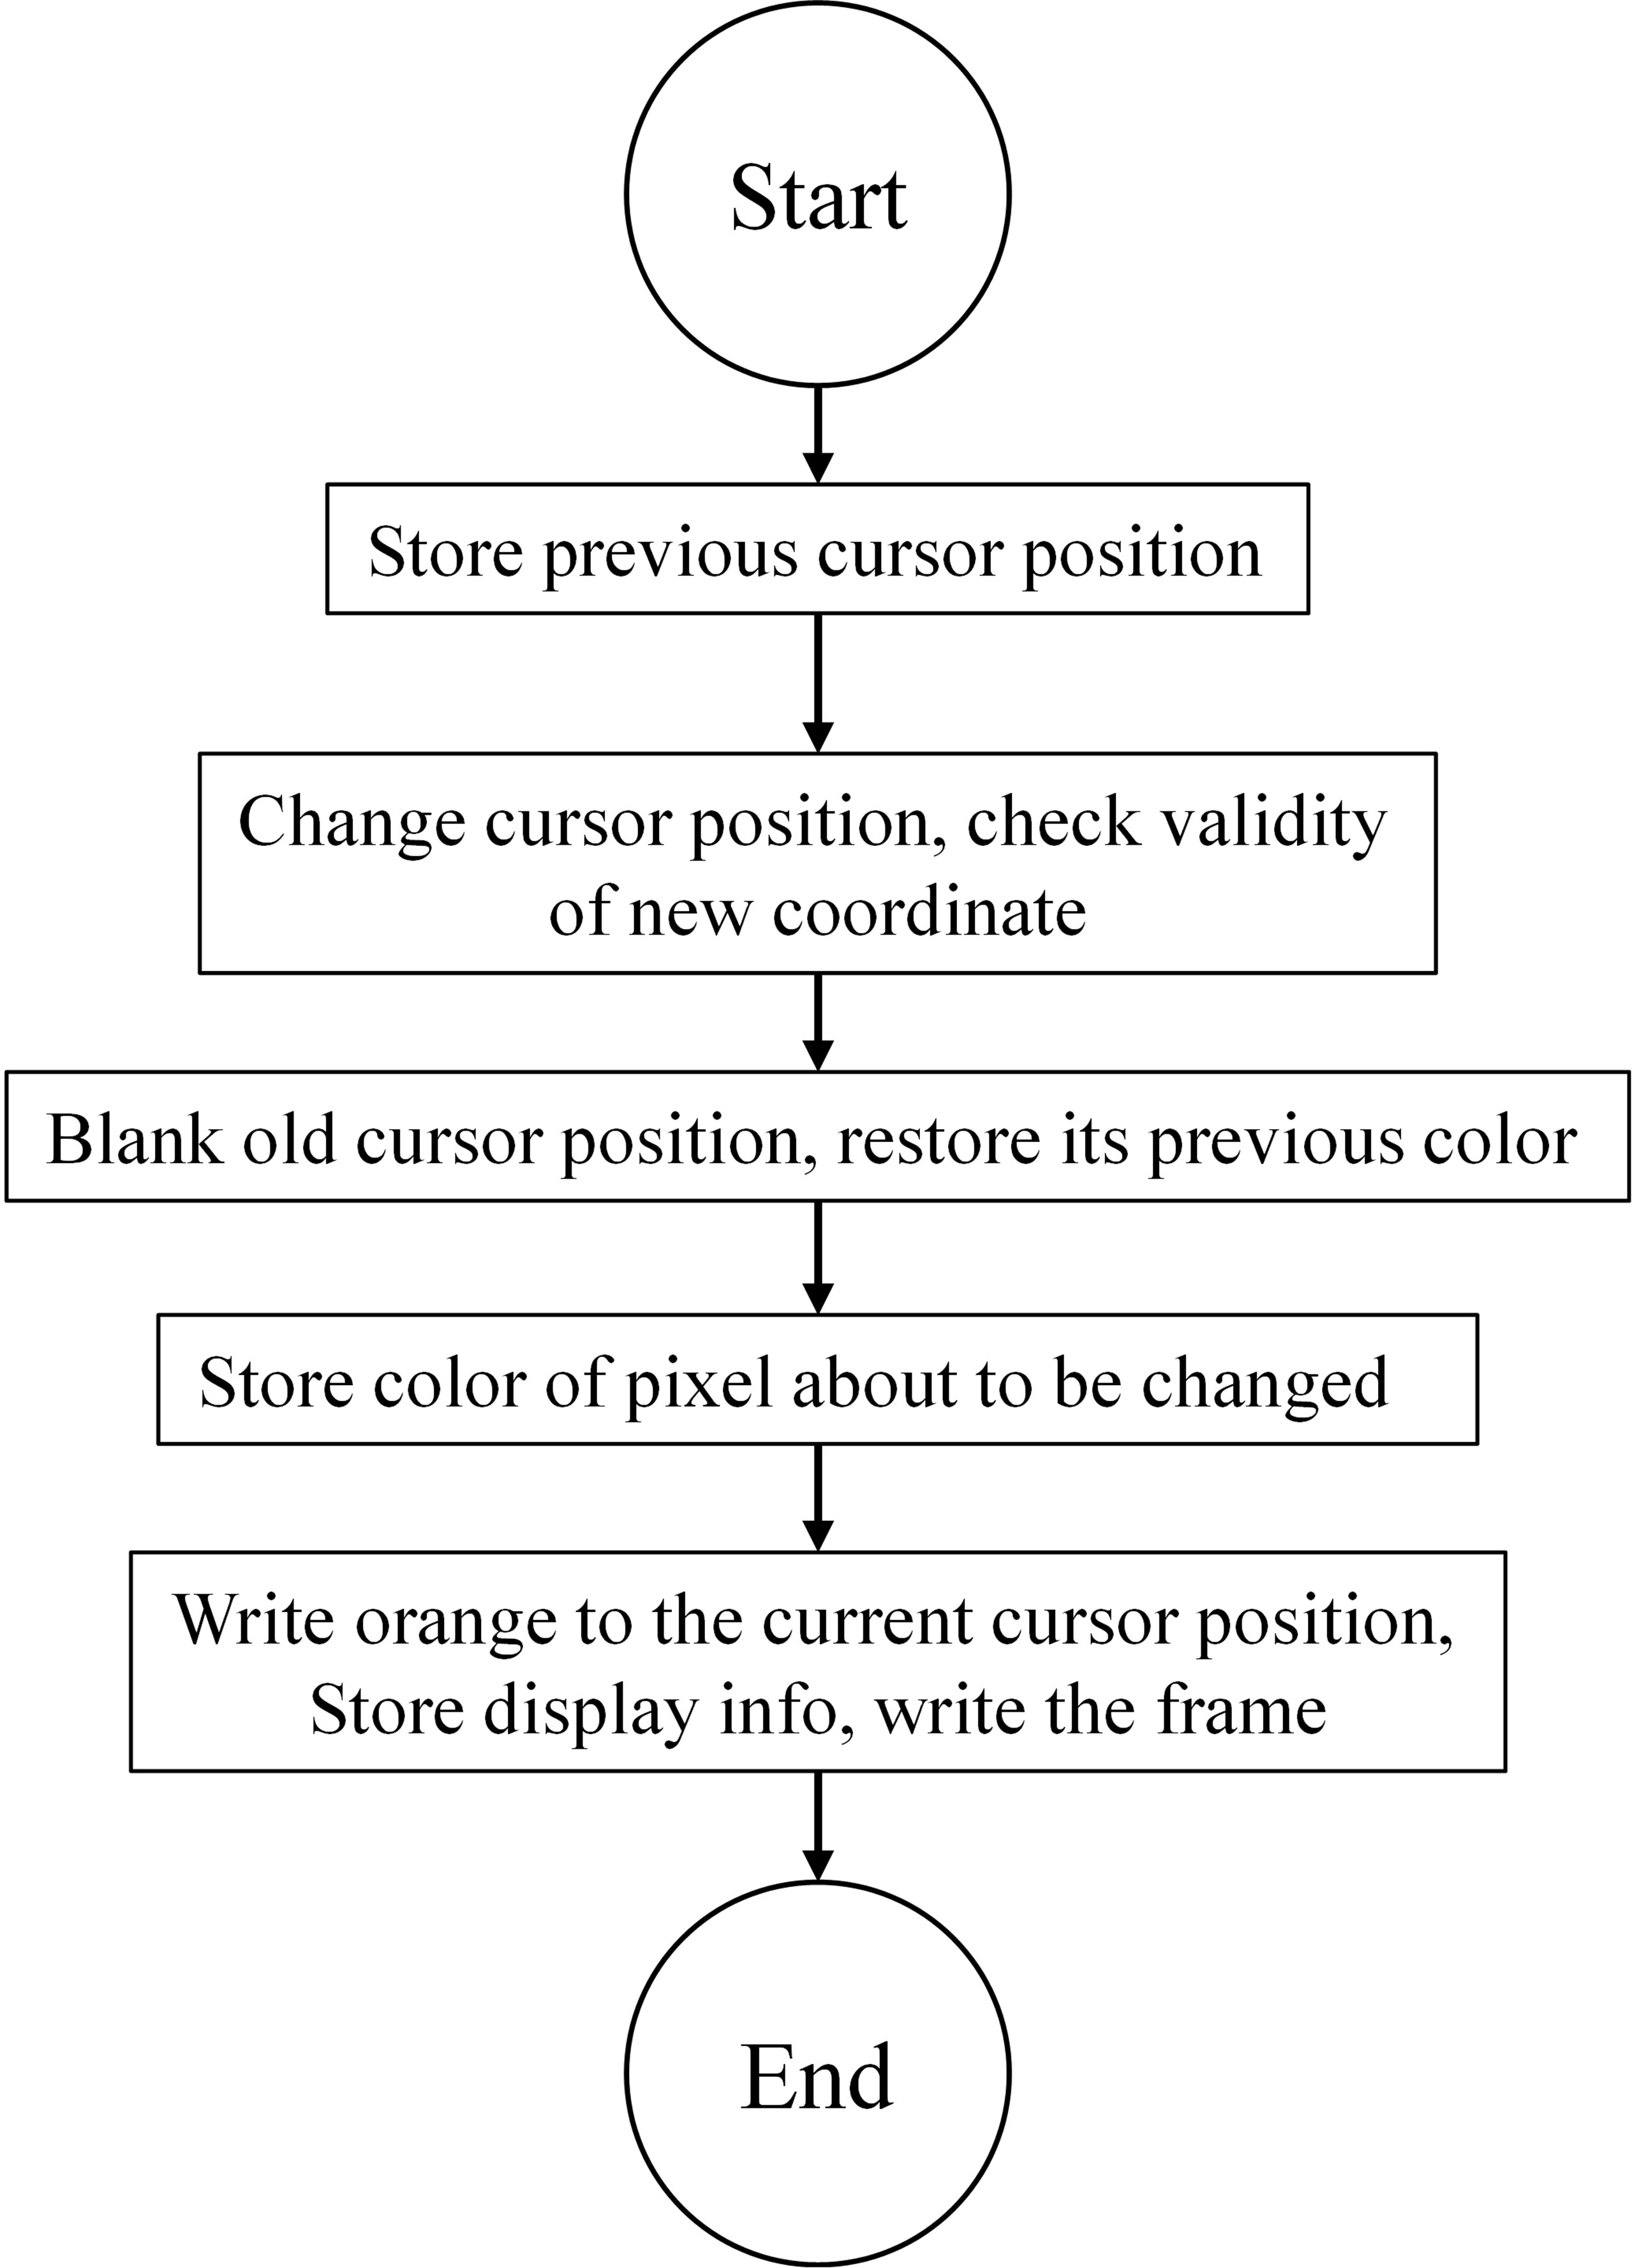 Start
Store previous cursor position
Change cursor position, check validity
of new coordinate
Blank old cursor position, restore its previous color
Store color of pixel about to be changed
Write orange to the current cursor position,
Store display info, write the frame
End